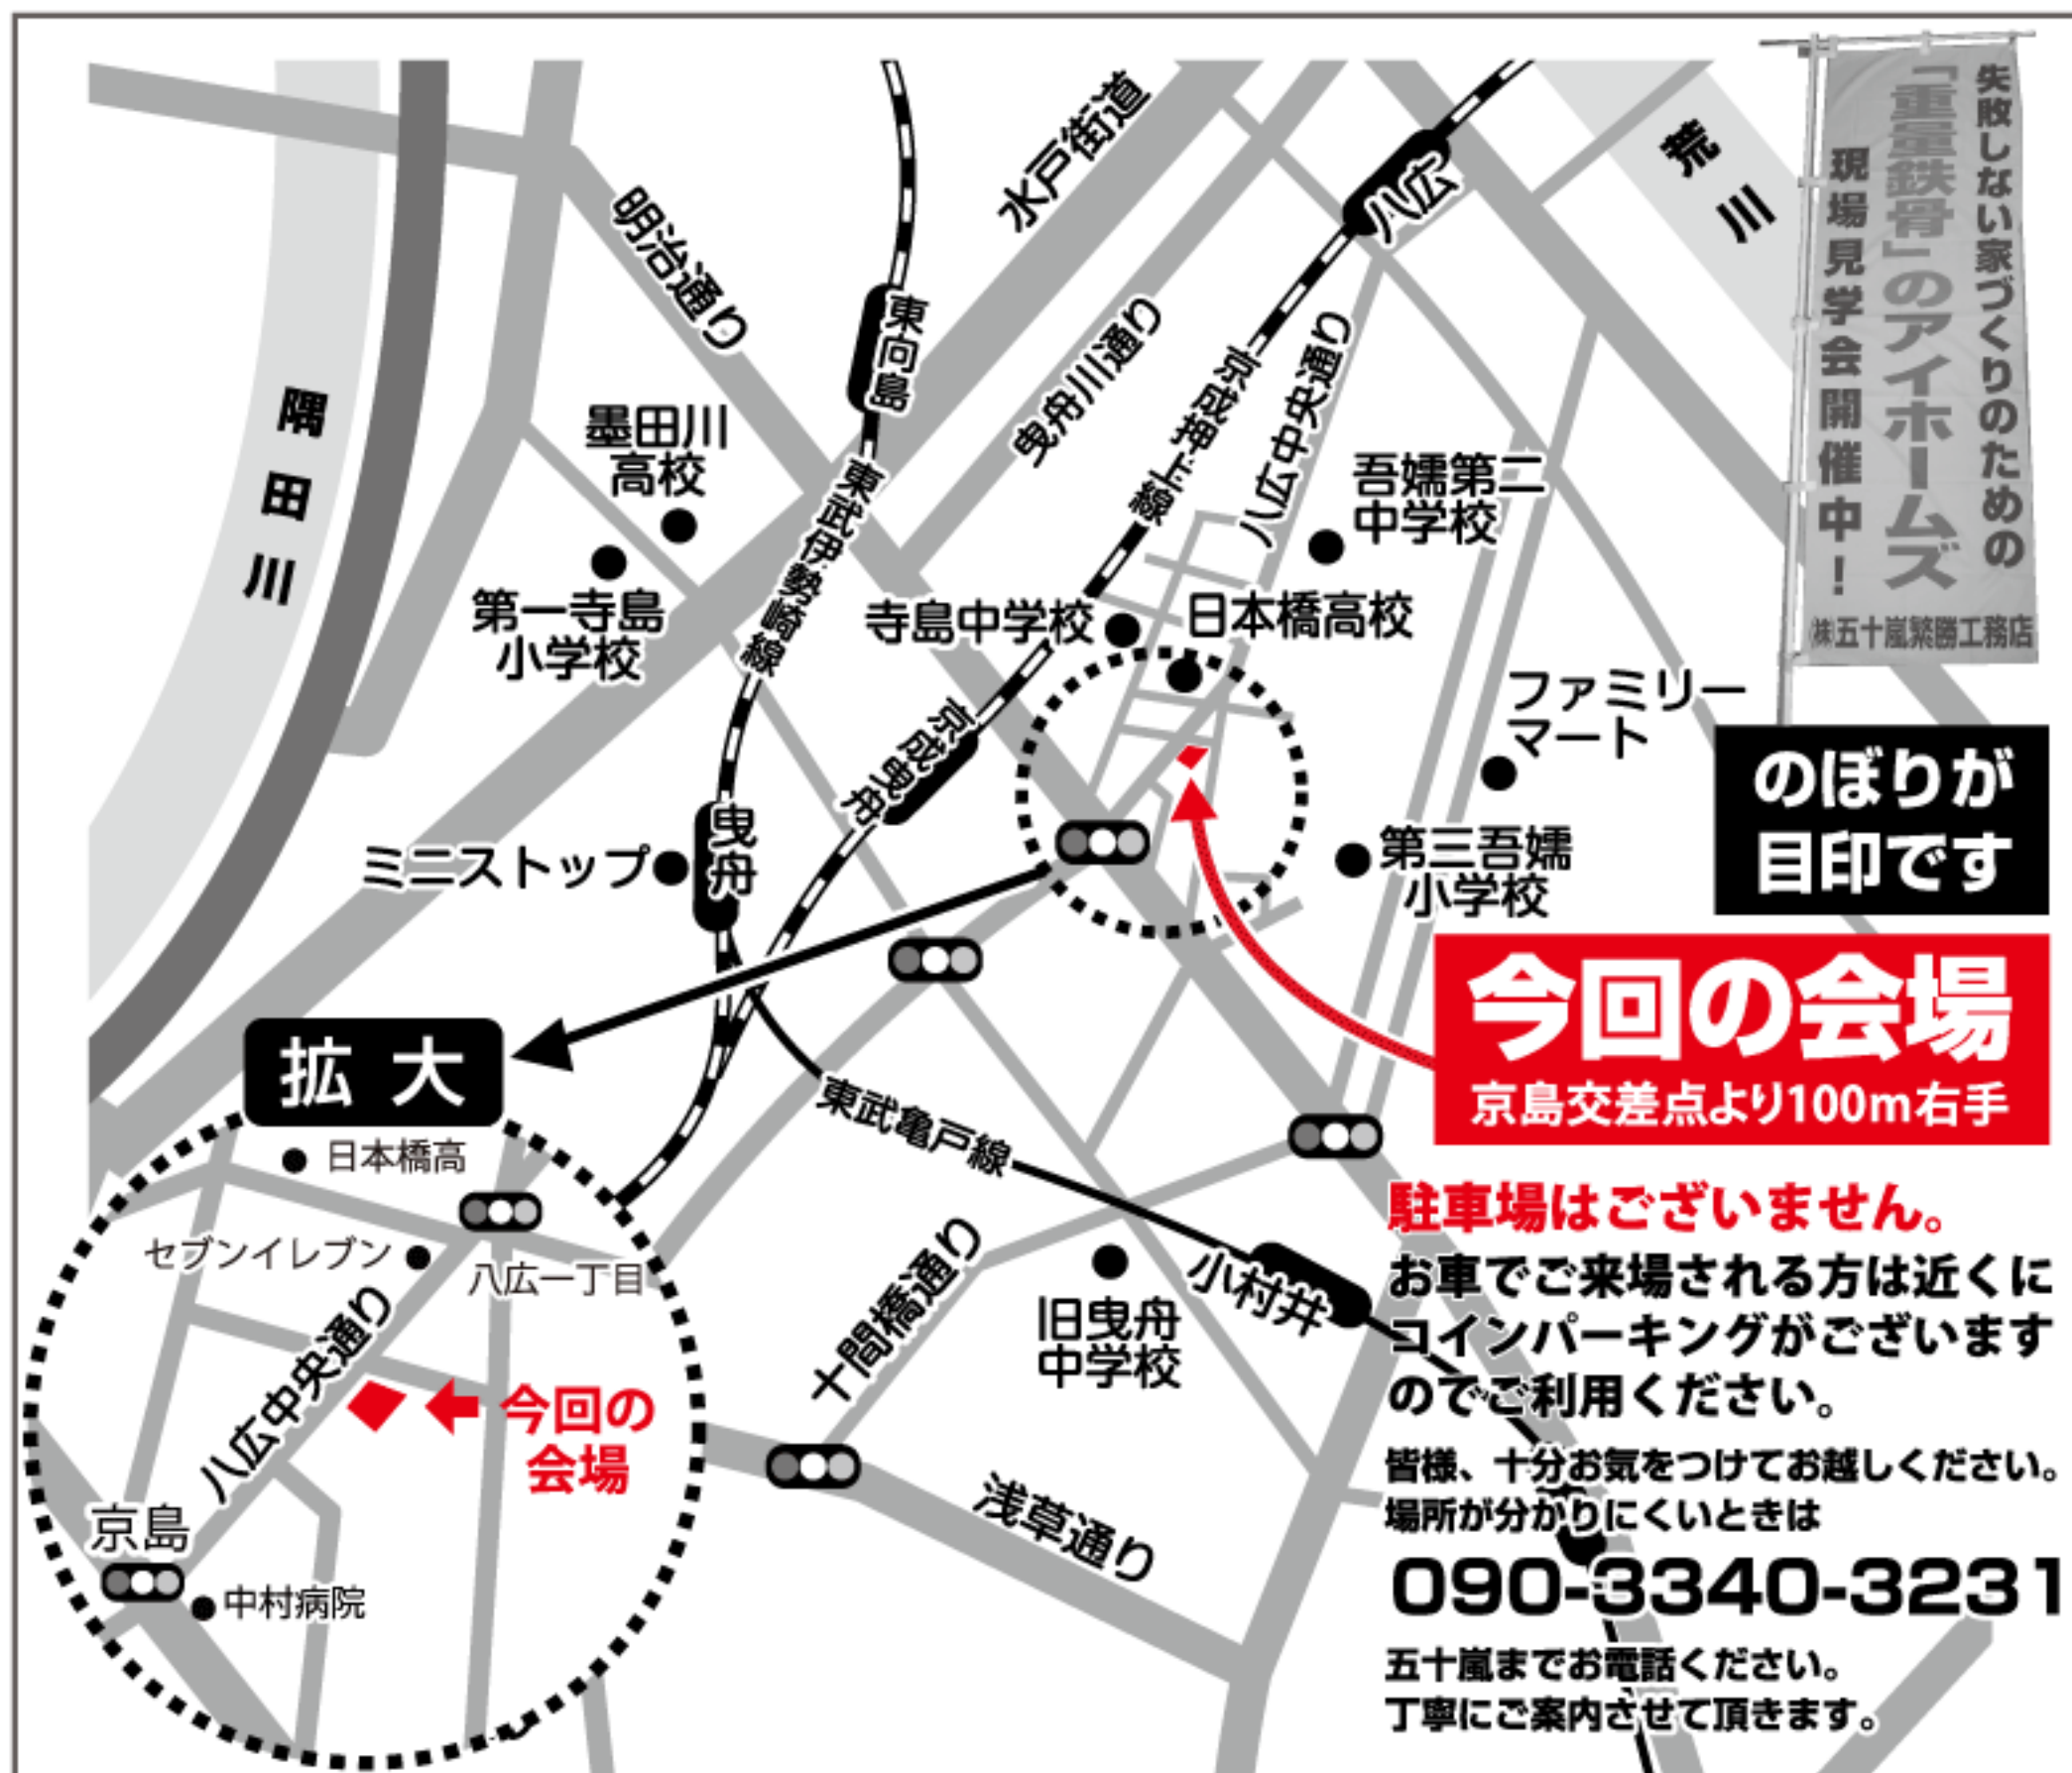 失敗しない家づくりのための
「重量鉄骨」のアイホームズ
現場見学会開催中!
㈱五十嵐繁勝工務店
水戸街道
八広
荒川
明治通り
東向島
曳舟川通り
京成押上線
八広中央通り
隅田川
墨田川
高校
東武伊勢崎線
吾嬬第二
中学校
第一寺島
小学校
寺島中学校
日本橋高校
ファミリー
マート
京成曳舟
のぼりが
目印です
ミニストップ
曳舟
第三吾嬬
小学校
今回の会場
京島交差点より100m右手
拡大
東武亀戸線
日本橋高
セブンイレブン
八広一丁目
八広中央通り
今回の
会場
京島
中村病院
十間橋通り
旧曳舟
中学校
小村井
浅草通り
駐車場はございません。
お車でご来場される方は近くに
コインパーキングがございます
のでご利用ください。
皆様、十分お気をつけてお越しください。
場所が分かりにくいときは
090-3340-3231
五十嵐までお電話ください。
丁寧にご案内させて頂きます。